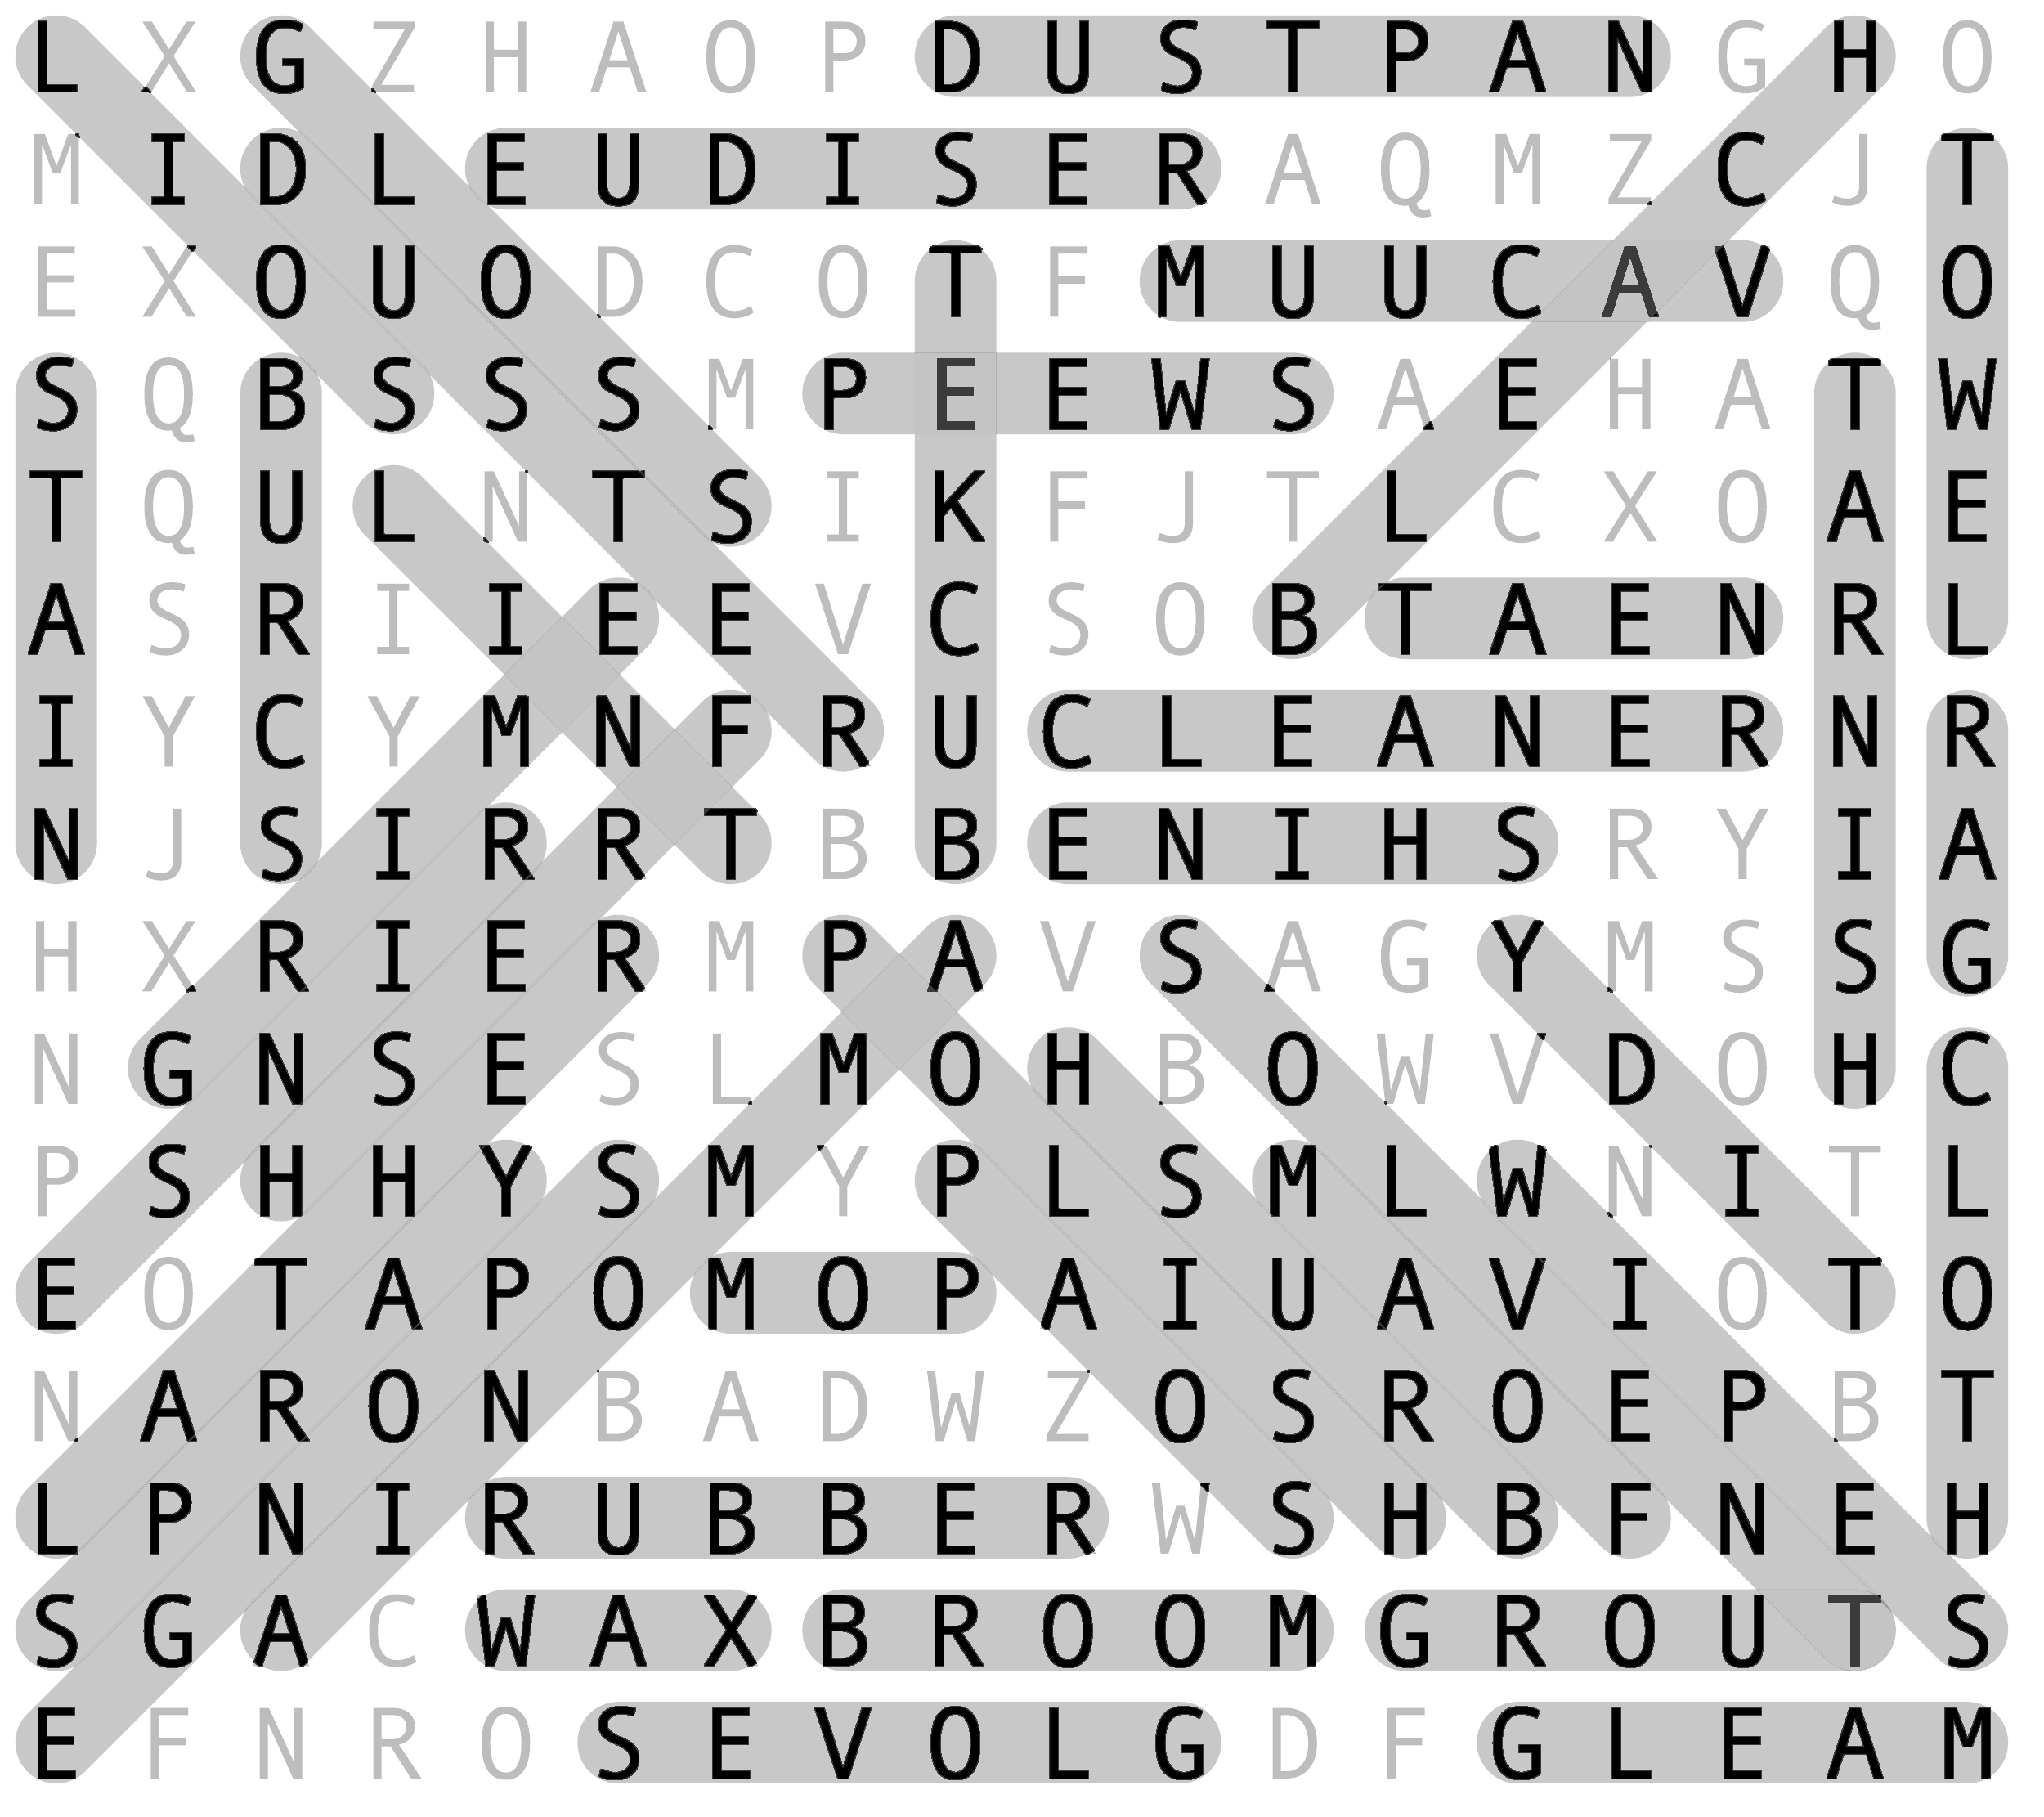 L X G Z H A O P D U S T P A N G H O
M I D L E U D I S E R A Q M Z C J T
E X O U O D C O T F M U U C A V Q O
S Q B S S S M P E E W S A E H A T W
T Q U L N T S I K F J T L C X O A E
A S R I I E E V C S O B T A E N R L
I Y C Y M N F R U C L E A N E R N R
N J S I R R T B B E N I H S R Y I A
H X R I E R M P A V S A G Y M S S G
N G N S E S L M O H B O W V D O H C
P S H H Y S M Y P L S M L W N I T L
E O T A P O M O P A I U A V I O T O
N A R O N B A D W Z O S R O E P B T
L P N I R U B B E R W S H B F N E H
S G A C W A X B R O O M G R O U T S
E F N R O S E V O L G D F G L E A M